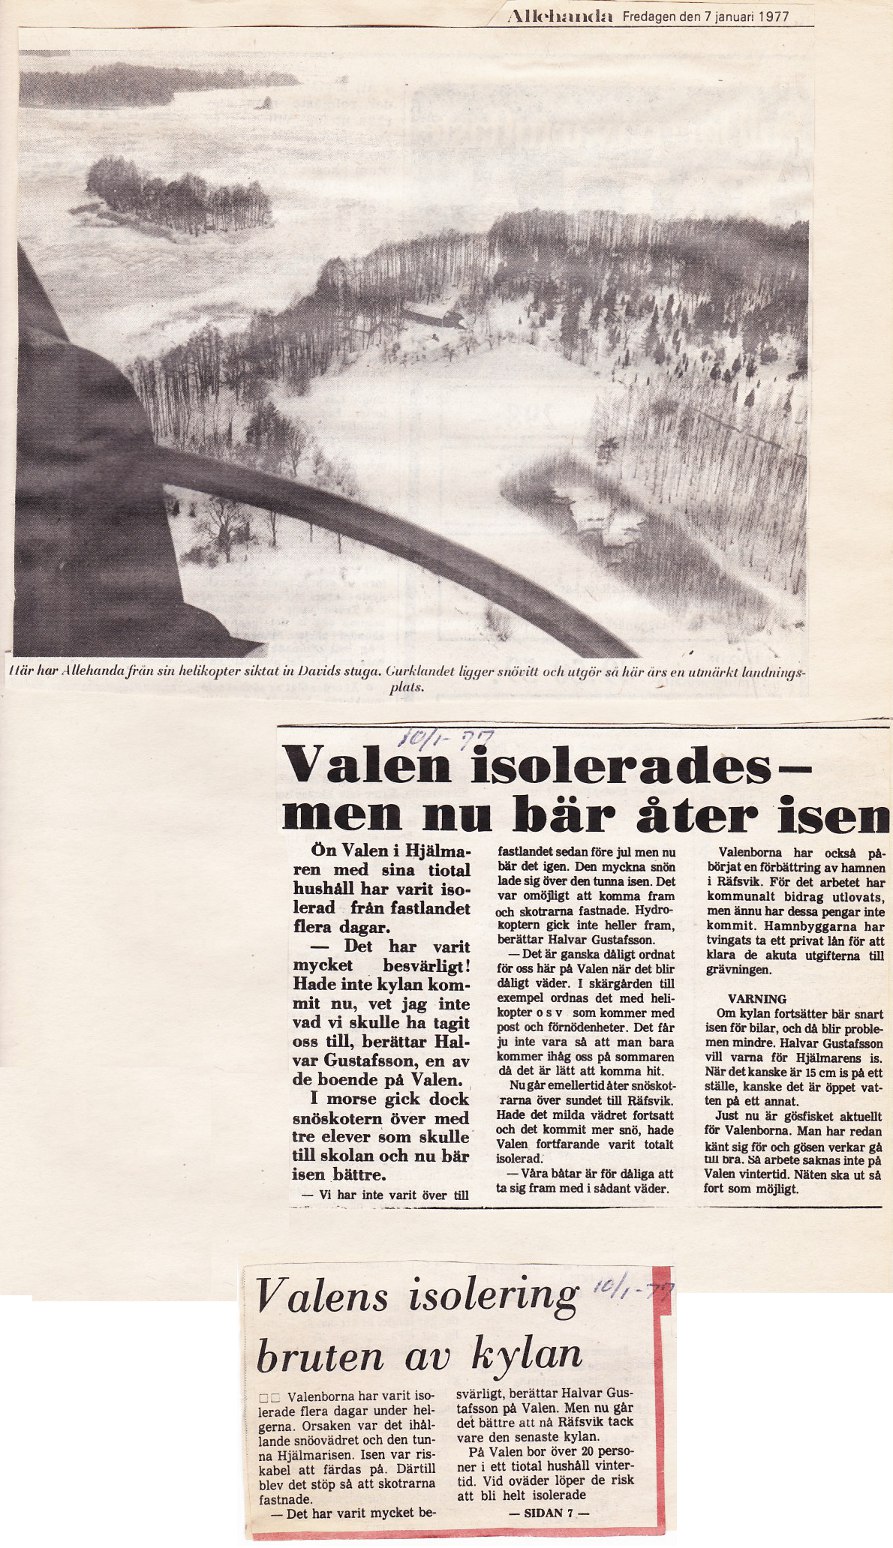 Allehanda Fredagen den 7 januari 1977
Här har Allehanda från sin helikopter siktat in Davids stuga. Gurklandet ligger snövitt och utgör så här års en utmärkt landnings-
plats.
10/1-77
Valen isolerades –
men nu bär åter isen
Ön Valen i Hjälma-
ren med sina tiotal
hushåll har varit iso-
lerad från fastlandet
flera dagar.
— Det har varit
mycket besvärligt!
Hade inte kylan kom-
mit nu, vet jag inte
vad vi skulle ha tagit
oss till, berättar Hal-
var Gustafsson, en av
de boende på Valen.
I morse gick dock
snöskotern över med
tre elever som skulle
till skolan och nu bär
isen bättre.
— Vi har inte varit över till
fastlandet sedan före jul men nu
bär det igen. Den myckna snön
lade sig över den tunna isen. Det
var omöjligt att komma fram
och skotrarna fastnade. Hydro-
koptern gick inte heller fram,
berättar Halvar Gustafsson.
— Det är ganska dåligt ordnat
för oss här på Valen när det blir
dåligt väder. I skärgården till
exempel ordnas det med heli-
kopter o s v som kommer med
post och förnödenheter. Det får
ju inte vara så att man bara
kommer ihåg oss på sommaren
då det är lätt att komma hit.
Nu går emellertid åter snöskot-
rarna över sundet till Räfsvik.
Hade det milda vädret fortsatt
och det kommit mer snö, hade
Valen fortfarande varit totalt
isolerad.
— Våra båtar är för dåliga att
ta sig fram med i sådant väder.
Valenborna har också på-
börjat en förbättring av hamnen
i Räfsvik. För det arbetet har
kommunalt bidrag utlovats,
men ännu har dessa pengar inte
kommit. Hamnbyggarna har
tvingats ta ett privat lån för att
klara de akuta utgifterna till
grävningen.
VARNING
Om kylan fortsätter bär snart
isen för bilar, och då blir proble-
men mindre. Halvar Gustafsson
vill varna för Hjälmarens is.
När det kanske är 15 cm is på ett
ställe, kanske det är öppet vat-
ten på ett annat.
Just nu är gösfisket aktuellt
för Valenborna. Man har redan
känt sig för och gösen verkar gå
till bra. Så arbete saknas inte på
Valen vintertid. Näten ska ut så
fort som möjligt.
Valens isolering
bruten av kylan
10/1-77
□□ Valenborna har varit iso-
lerade flera dagar under hel-
gerna. Orsaken var det ihål-
lande snöovädret och den tun-
na Hjälmarisen. Isen var ris-
kabel att färdas på. Därtill
blev det stöp så att skotrarna
fastnade.
— Det har varit mycket be-
svärligt, berättar Halvar Gus-
tafsson på Valen. Men nu går
det bättre att nå Räfsvik tack
vare den senaste kylan.
På Valen bor över 20 perso-
ner i ett tiotal hushåll vinter-
tid. Vid oväder löper de risk
att bli helt isolerade
— SIDAN 7 —